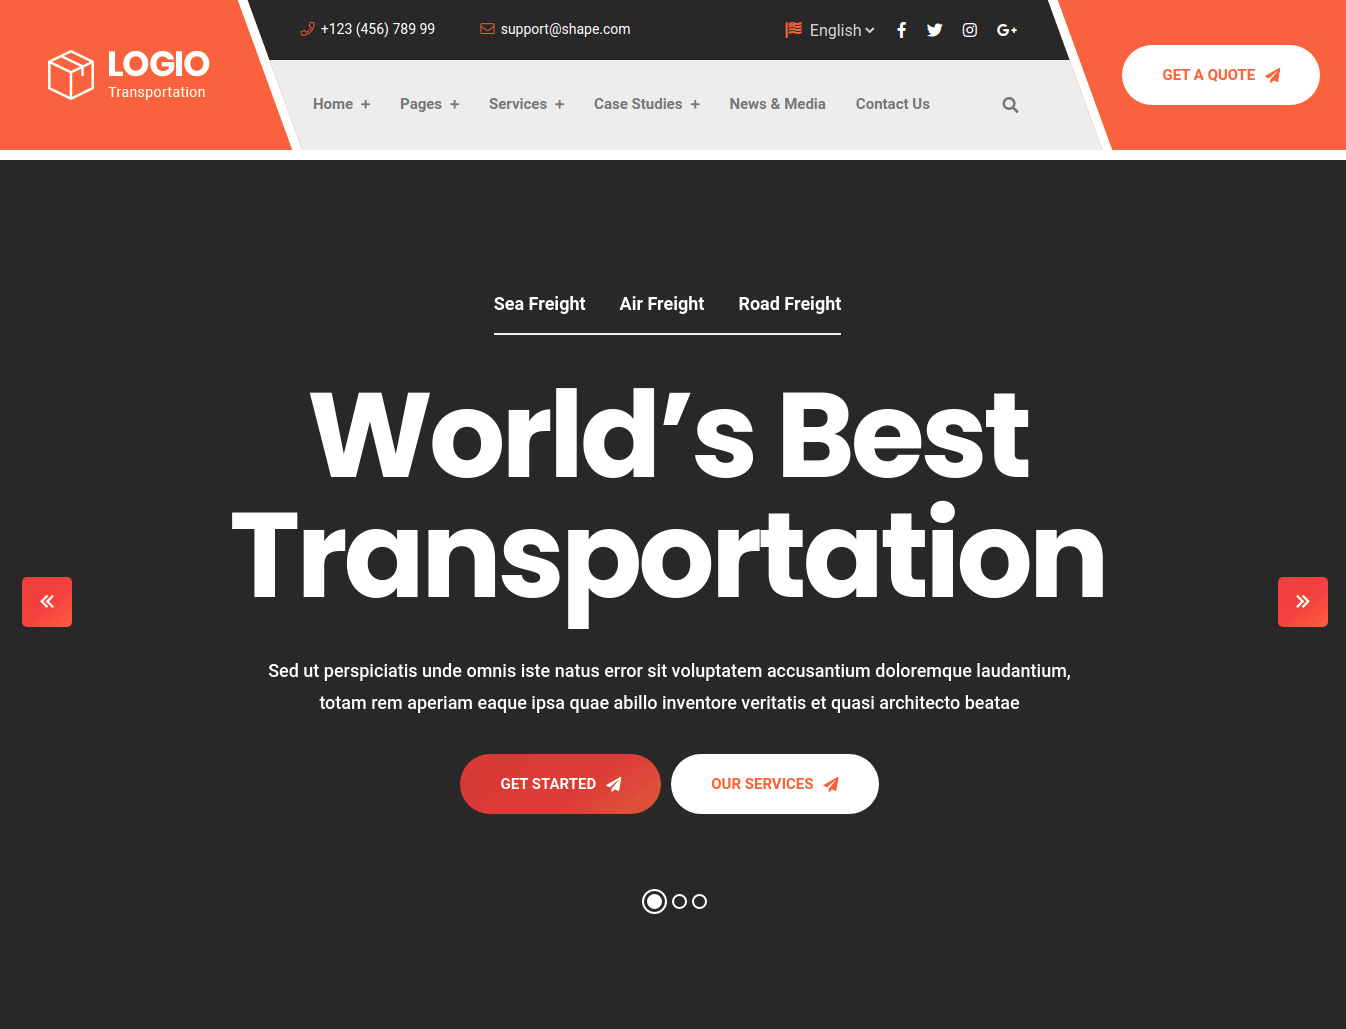 LOGIO
Transportation
+123 (456) 789 99
support@shape.com
English
GET A QUOTE
Home +
Pages +
Services +
Case Studies +
News & Media
Contact Us
Sea Freight
Air Freight
Road Freight
World’s Best
Transportation
Sed ut perspiciatis unde omnis iste natus error sit voluptatem accusantium doloremque laudantium,
totam rem aperiam eaque ipsa quae abillo inventore veritatis et quasi architecto beatae
GET STARTED
OUR SERVICES